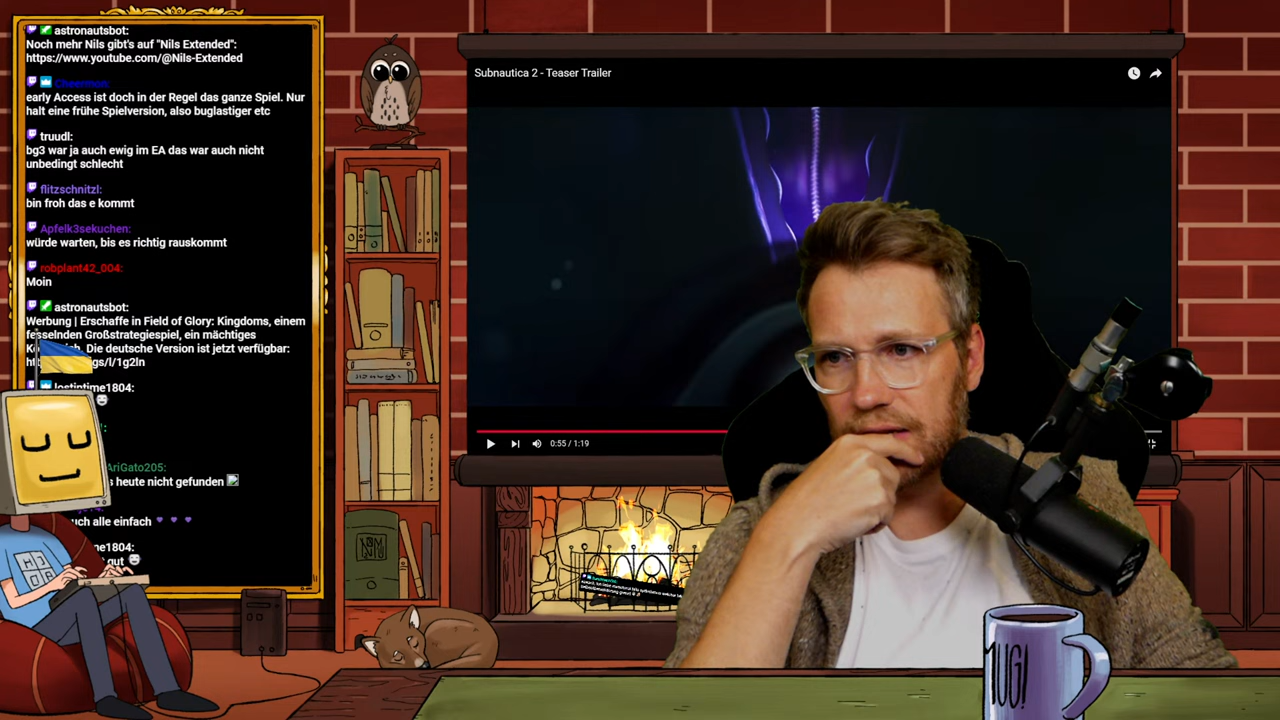 astronautsbot:
Noch mehr Nils gibt's auf "Nils Extended":
https://www.youtube.com/@Nils-Extended
Cheermon:
early Access ist doch in der Regel das ganze Spiel. Nur
halt eine frühe Spielversion, also buglastiger etc
truudl:
bg3 war ja auch ewig im EA das war auch nicht
unbedingt schlecht
flitzschnitzl:
bin froh das e kommt
Apfelk3sekuchen:
würde warten, bis es richtig rauskommt
robplant42_004:
Moin
astronautsbot:
Werbung | Erschaffe in Field of Glory: Kingdoms, einem
fesselnden Großstrategiespiel, ein mächtiges
Die deutsche Version ist jetzt verfügbar:
gs/l/1g2ln
lostintime1804:
AriGato205:
heute nicht gefunden
alle einfach
me1804:
gut
Subnautica 2 - Teaser Trailer
0:55 / 1:19
MUG!